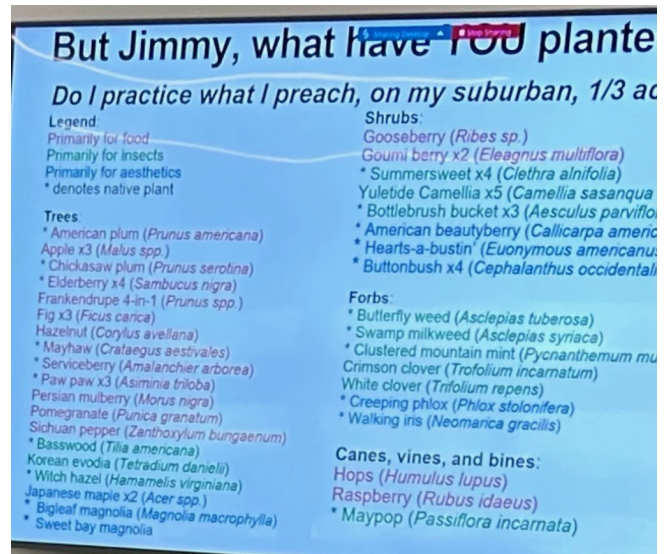 But Jimmy, what have YOU plante
Sharing Desktop
Stop Sharing
Do I practice what I preach, on my suburban, 1/3 ac
Legend:
Primarily for food
Primarily for insects
Primarily for aesthetics
* denotes native plant
Trees:
* American plum (Prunus americana)
Apple x3 (Malus spp.)
* Chickasaw plum (Prunus serotina)
* Elderberry x4 (Sambucus nigra)
Frankendrupe 4-in-1 (Prunus spp.)
Fig x3 (Ficus carica)
Hazelnut (Corylus avellana)
* Mayhaw (Crataegus aestivales)
* Serviceberry (Amalanchier arborea)
* Paw paw x3 (Asiminia triloba)
Persian mulberry (Morus nigra)
Pomegranate (Punica granatum)
Sichuan pepper (Zanthoxylum bungaenum)
* Basswood (Tilia americana)
Korean evodia (Tetradium danielii)
* Witch hazel (Hamamelis virginiana)
Japanese maple x2 (Acer spp.)
* Bigleaf magnolia (Magnolia macrophylla)
* Sweet bay magnolia
Shrubs:
Gooseberry (Ribes sp.)
Goumi berry x2 (Eleagnus multiflora)
* Summersweet x4 (Clethra alnifolia)
Yuletide Camellia x5 (Camellia sasanqua
* Bottlebrush bucket x3 (Aesculus parviflo
* American beautyberry (Callicarpa americ
* Hearts-a-bustin' (Euonymous americanus
* Buttonbush x4 (Cephalanthus occidentali
Forbs:
* Butterfly weed (Asclepias tuberosa)
* Swamp milkweed (Asclepias syriaca)
* Clustered mountain mint (Pycnanthemum mu
Crimson clover (Trofolium incarnatum)
White clover (Trifolium repens)
* Creeping phlox (Phlox stolonifera)
* Walking iris (Neomarica gracilis)
Canes, vines, and bines:
Hops (Humulus lupus)
Raspberry (Rubus idaeus)
* Maypop (Passiflora incarnata)